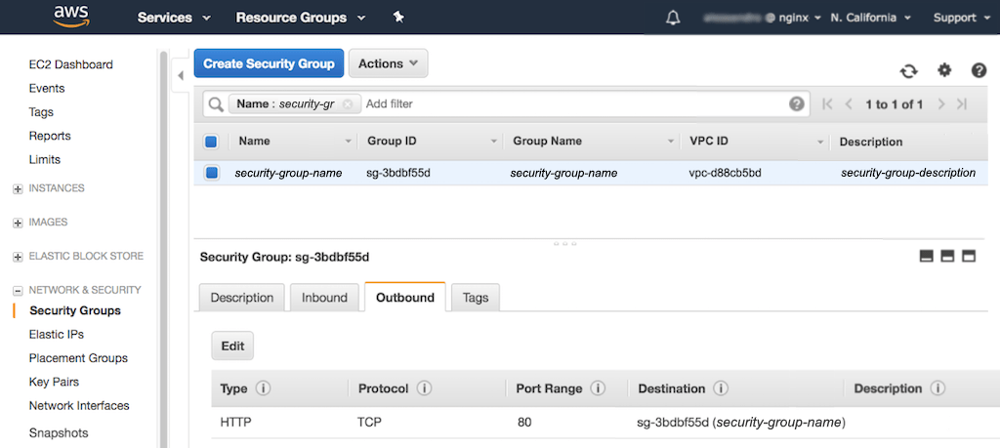 aws Services Resource Groups @ nginx N. California Support
EC2 Dashboard
Events
Tags
Reports
Limits
INSTANCES
IMAGES
ELASTIC BLOCK STORE
NETWORK & SECURITY
Security Groups
Elastic IPs
Placement Groups
Key Pairs
Network Interfaces
Snapshots
Create Security Group Actions
Name : security-gr Add filter 1 to 1 of 1
Name Group ID Group Name VPC ID Description
security-group-name sg-3bdbf55d security-group-name vpc-d88cb5bd security-group-description
Security Group: sg-3bdbf55d
Description Inbound Outbound Tags
Edit
Type Protocol Port Range Destination Description
HTTP TCP 80 sg-3bdbf55d (security-group-name)